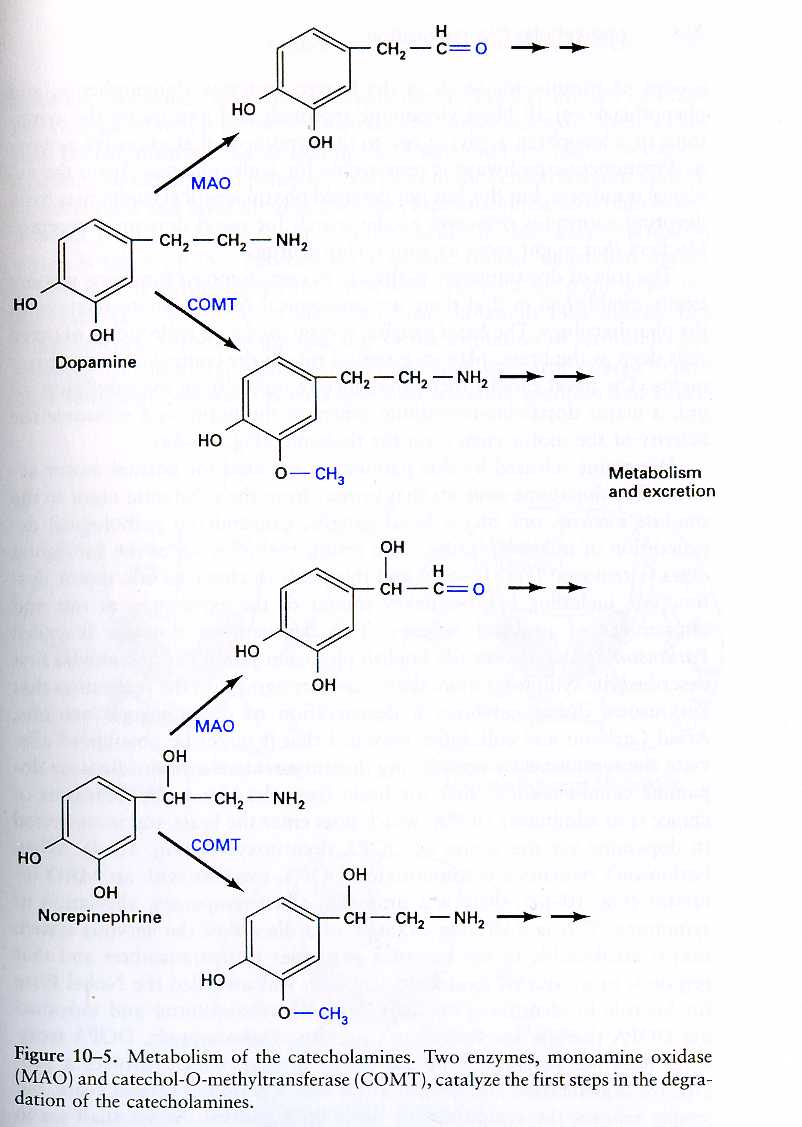 H
CH2 — C═O
HO
OH
MAO
CH2 — CH2 — NH2
HO
COMT
OH
Dopamine
CH2 — CH2 — NH2
HO
O — CH3
Metabolism
and excretion
OH
H
CH — C═O
HO
OH
MAO
OH
CH — CH2 — NH2
HO
COMT
OH
Norepinephrine
OH
CH — CH2 — NH2
HO
O — CH3
Figure 10–5. Metabolism of the catecholamines. Two enzymes, monoamine oxidase
(MAO) and catechol-O-methyltransferase (COMT), catalyze the first steps in the degra-
dation of the catecholamines.